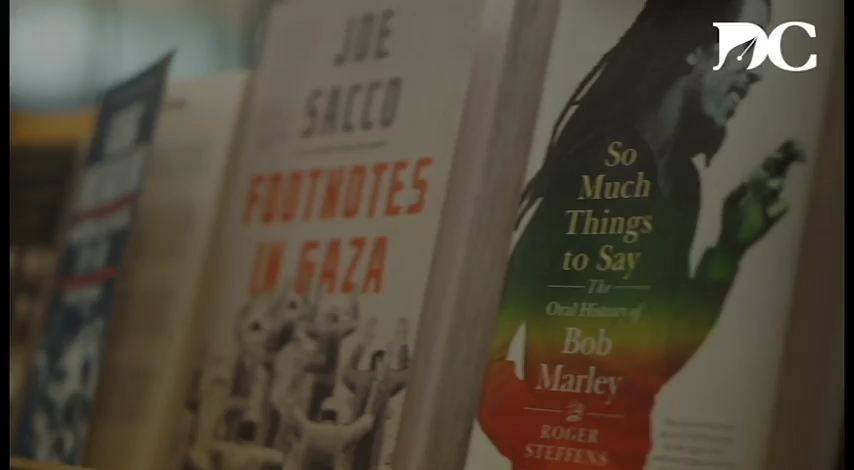 DC
JOE
SACCO
FOOTNOTES
IN GAZA
So
Much
Things
to Say
The
Oral History of
Bob
Marley
ROGER
STEFFENS